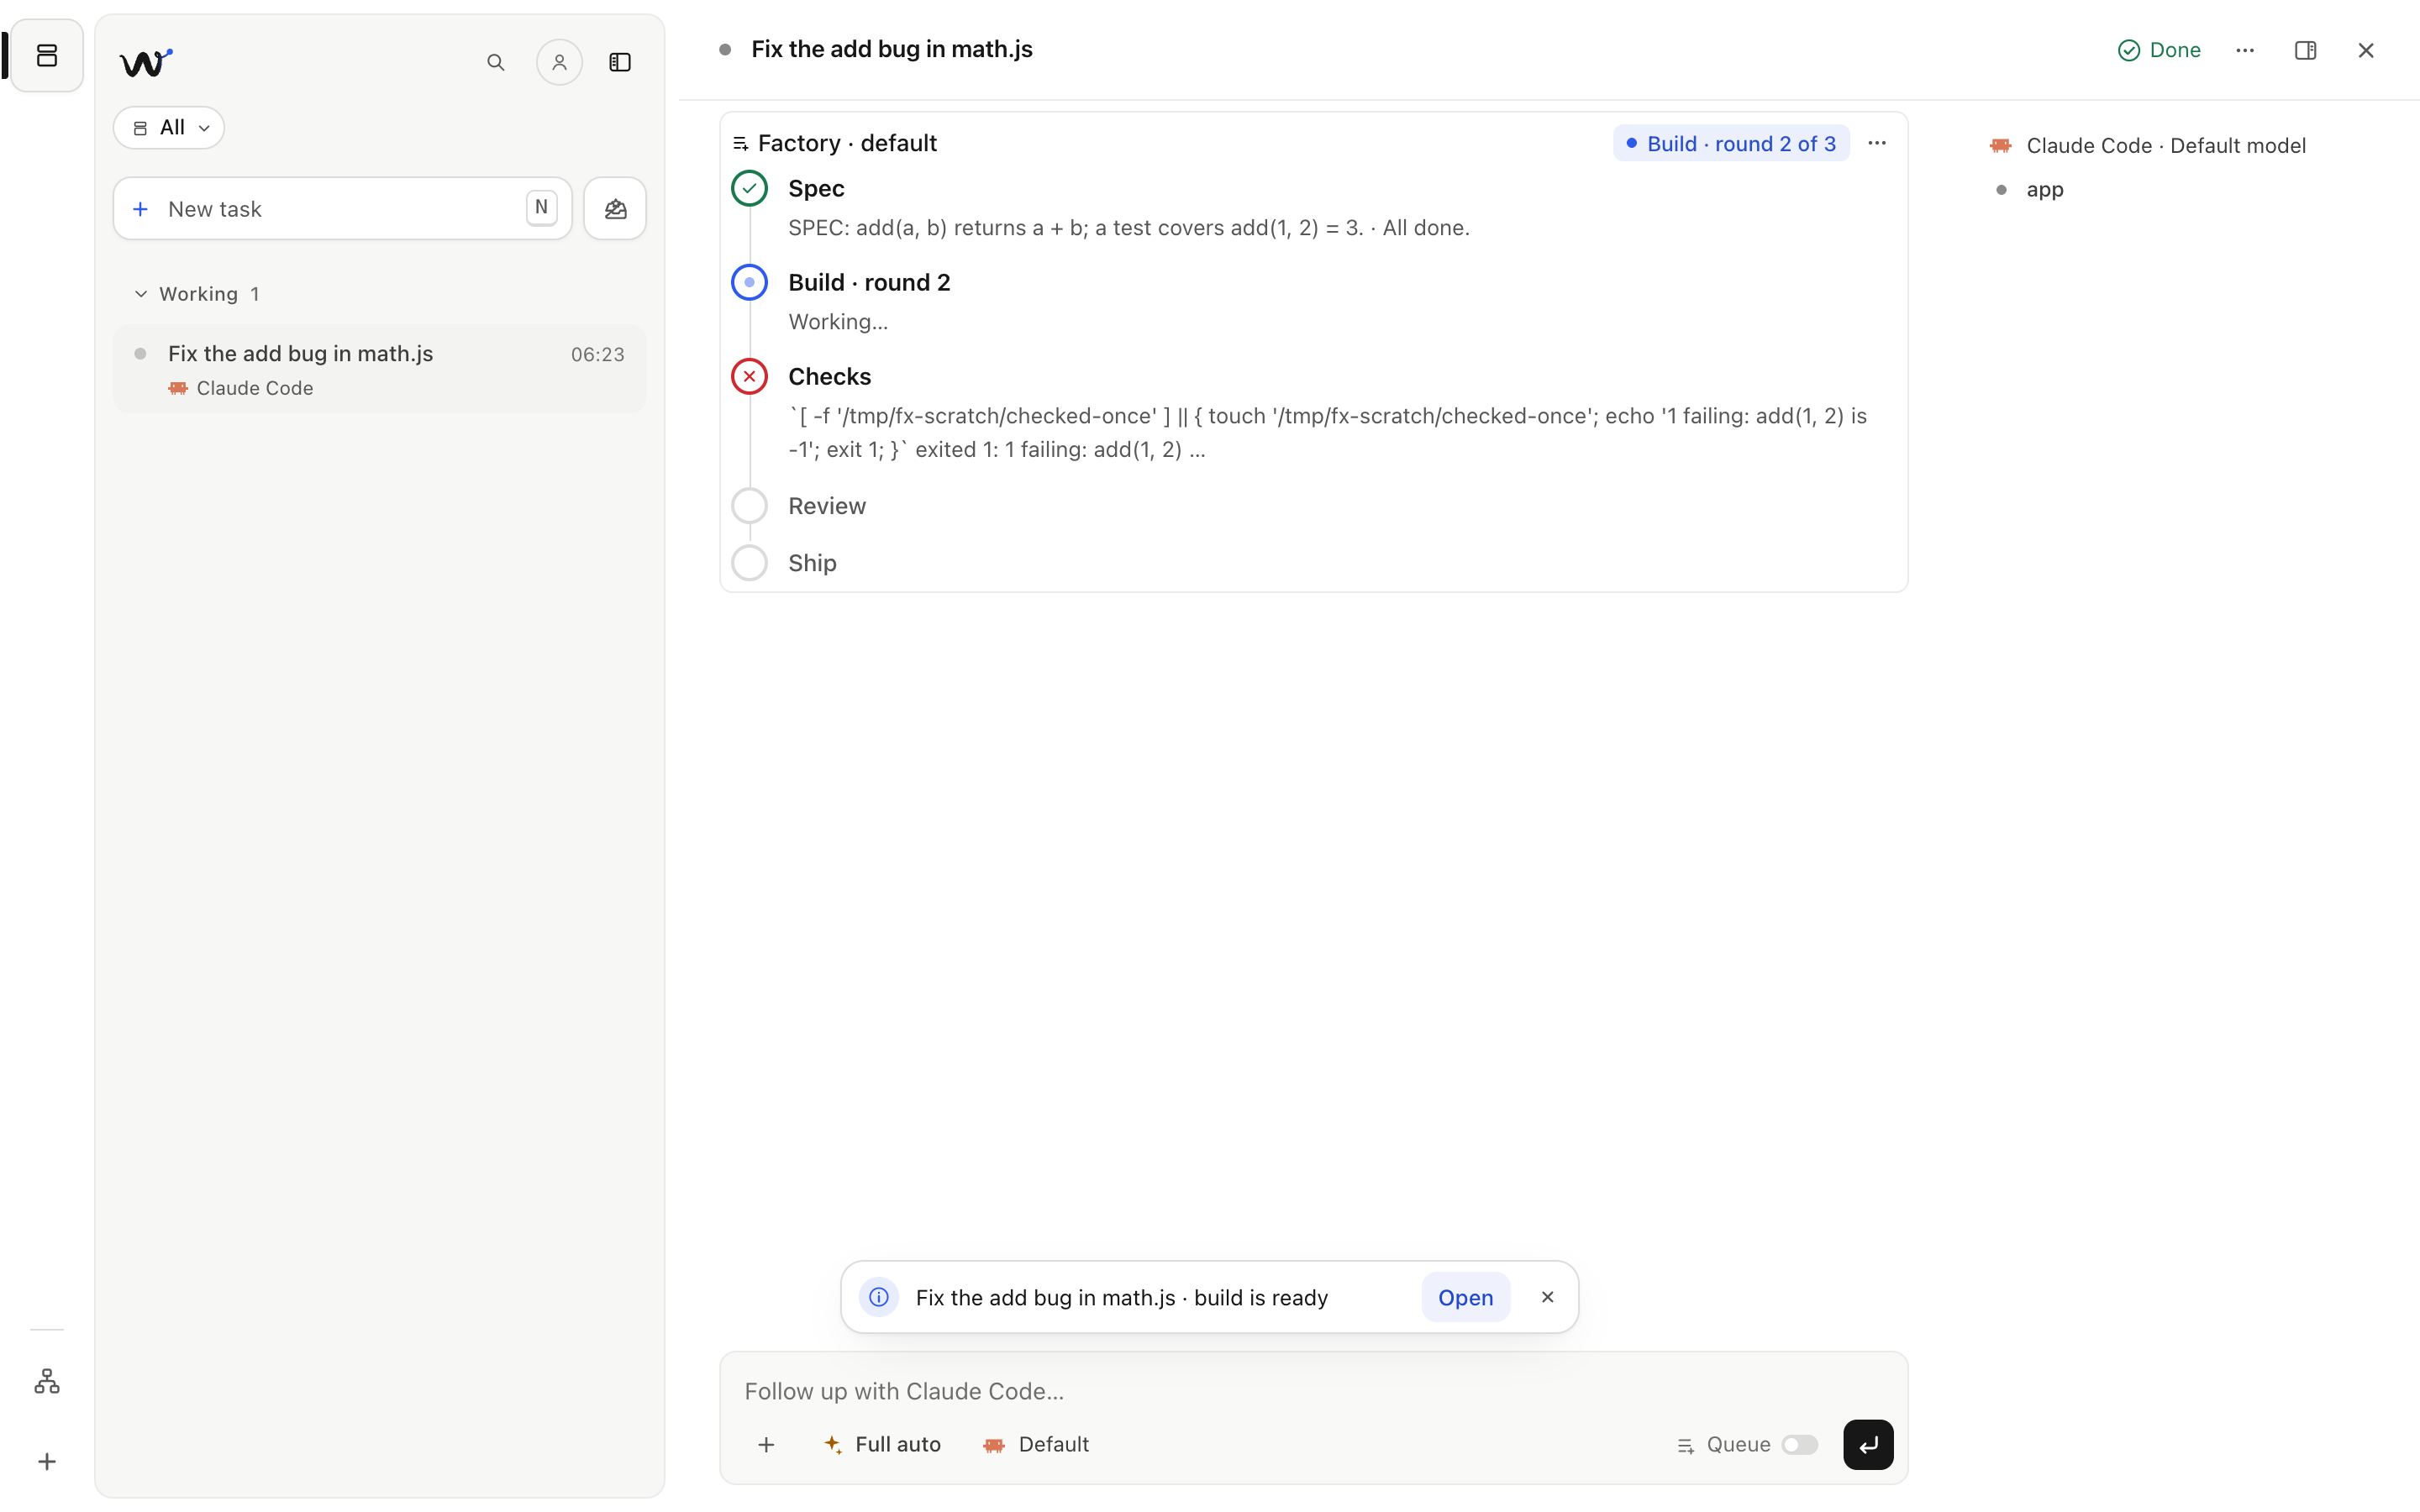 All
New task
N
Working 1
Fix the add bug in math.js
06:23
Claude Code
Fix the add bug in math.js
Done
Factory · default
Build · round 2 of 3
Spec
SPEC: add(a, b) returns a + b; a test covers add(1, 2) = 3. · All done.
Build · round 2
Working...
Checks
`[ -f '/tmp/fx-scratch/checked-once' ] || { touch '/tmp/fx-scratch/checked-once'; echo '1 failing: add(1, 2) is
-1'; exit 1; }` exited 1: 1 failing: add(1, 2) ...
Review
Ship
Claude Code · Default model
app
Fix the add bug in math.js · build is ready
Open
Follow up with Claude Code...
Full auto
Default
Queue